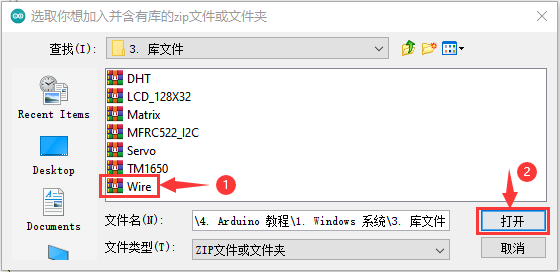 选取你想加入并含有库的zip文件或文件夹
查找(I): 3. 库文件
DHT
LCD_128X32
Matrix
MFRC522_I2C
Servo
TM1650
Wire
1
Recent Items
Desktop
Documents
2
文件名(N): \4. Arduino 教程\1. Windows 系统\3. 库文件
打开
文件类型(T): ZIP文件或文件夹
取消